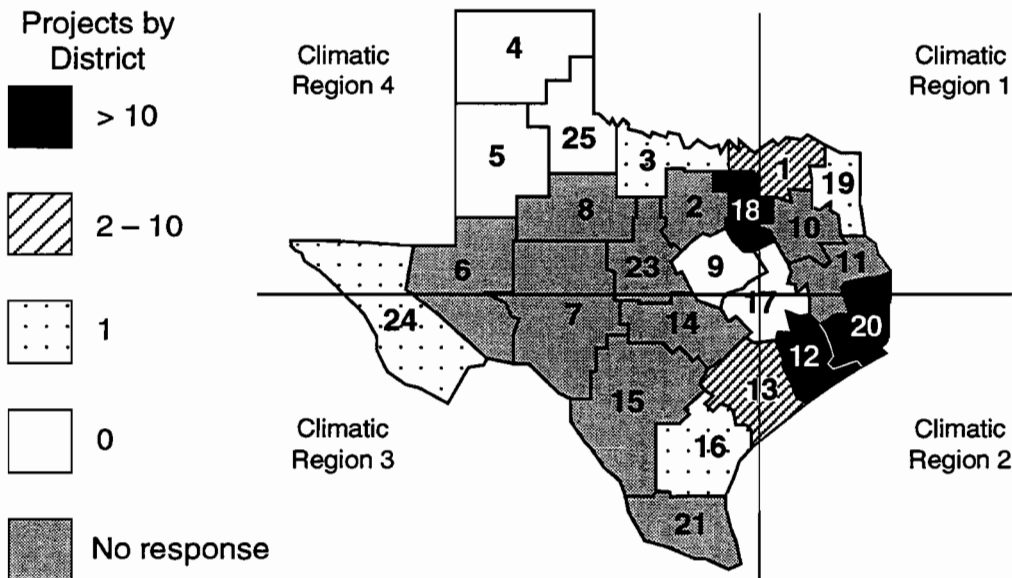 Projects by
District
> 10
2 – 10
1
0
No response
Climatic
Region 4
Climatic
Region 1
Climatic
Region 3
Climatic
Region 2
4
25
5
3
1
19
8
2
18
10
6
23
9
11
24
7
14
17
20
12
15
13
16
21